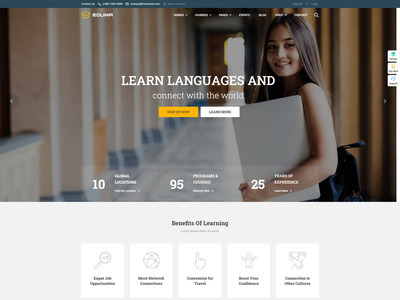 EDUMA
DEMOS
COURSES
PAGES
EVENTS
BLOG
SHOP
LEARN LANGUAGES AND
connect with the world
SIGN UP NOW
LEARN MORE
10
GLOBAL
LOCATIONS
95
PROGRAMS &
COURSES
25
YEARS OF
EXPERIENCE
Benefits Of Learning
Expat Job
Opportunities
More Network
Connections
Convenient for
Travel
Boost Your
Confidence
Connection to
Other Cultures